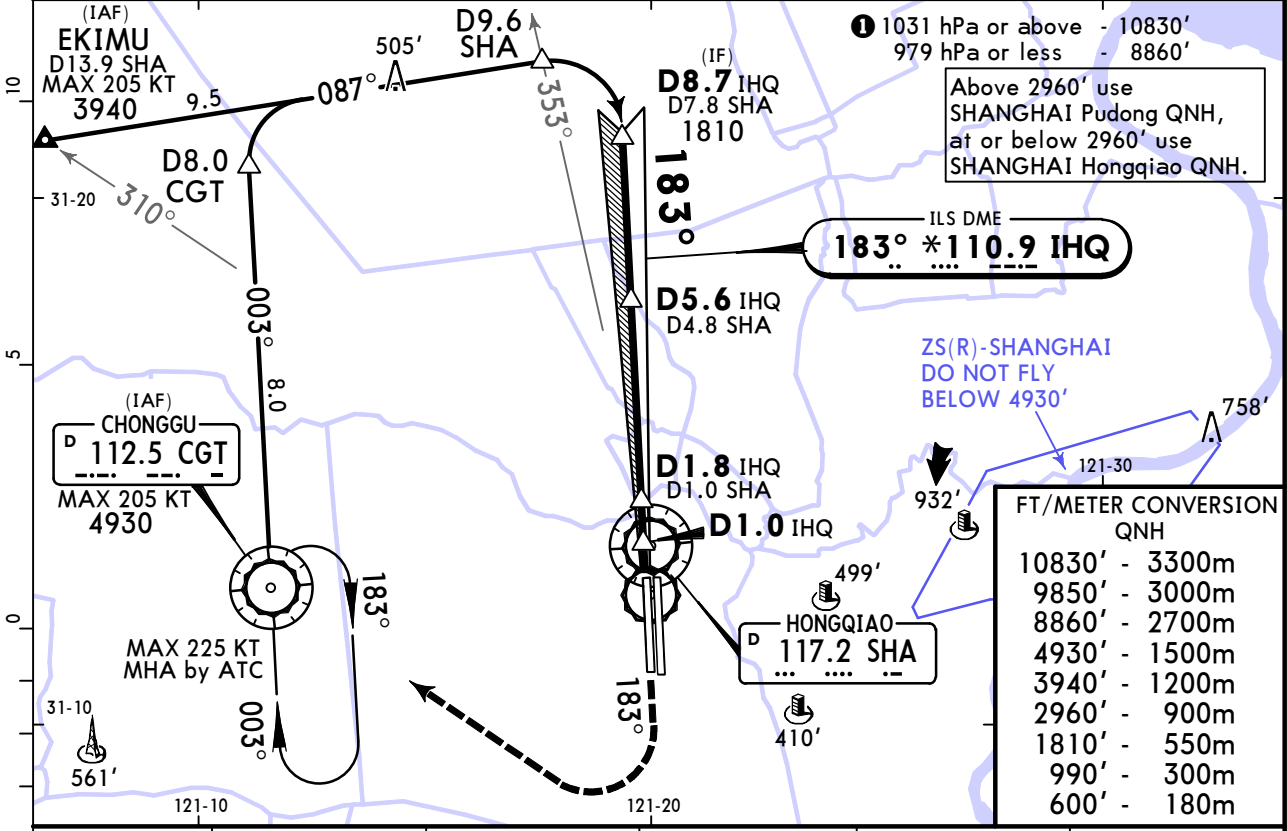 (IAF)
EKIMU
D13.9 SHA
MAX 205 KT
3940
9.5
087°
505'
D9.6
SHA
353°
(IF)
D8.7 IHQ
D7.8 SHA
1810
183°
1 1031 hPa or above - 10830'
979 hPa or less - 8860'
Above 2960' use
SHANGHAI Pudong QNH,
at or below 2960' use
SHANGHAI Hongqiao QNH.
10
5
0
31-20
310°
D8.0
CGT
003°
8.0
ILS DME
183° *110.9 IHQ
D5.6 IHQ
D4.8 SHA
ZS(R)-SHANGHAI
DO NOT FLY
BELOW 4930'
758'
121-30
(IAF)
CHONGGU
D 112.5 CGT
MAX 205 KT
4930
D1.8 IHQ
D1.0 SHA
D1.0 IHQ
932'
499'
HONGQIAO
D 117.2 SHA
410'
183°
MAX 225 KT
MHA by ATC
003°
183°
31-10
561'
121-10
121-20
FT/METER CONVERSION
QNH
10830' - 3300m
9850' - 3000m
8860' - 2700m
4930' - 1500m
3940' - 1200m
2960' - 900m
1810' - 550m
990' - 300m
600' - 180m